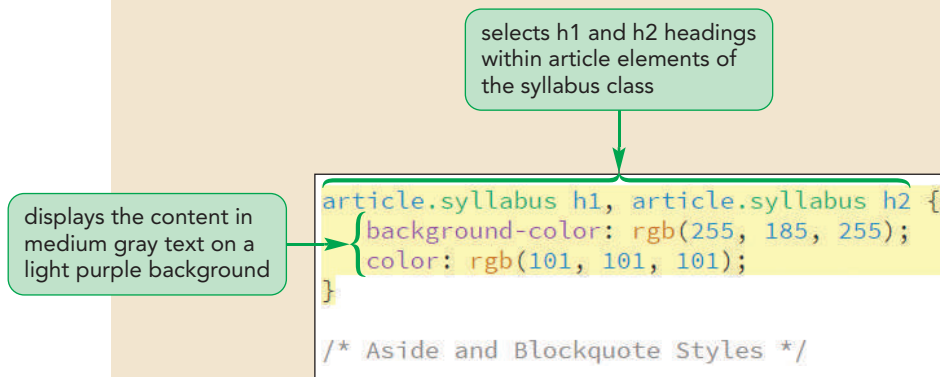 selects h1 and h2 headings
within article elements of
the syllabus class
displays the content in
medium gray text on a
light purple background
article.syllabus h1, article.syllabus h2 {
background-color: rgb(255, 185, 255);
color: rgb(101, 101, 101);
}
/* Aside and Blockquote Styles */